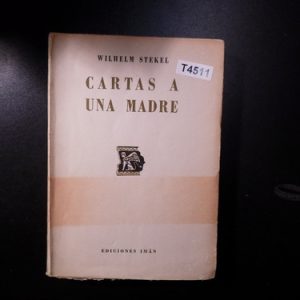 WILHELM STEKEL
T4511
CARTAS A
UNA MADRE
EDICIONES IMÁN